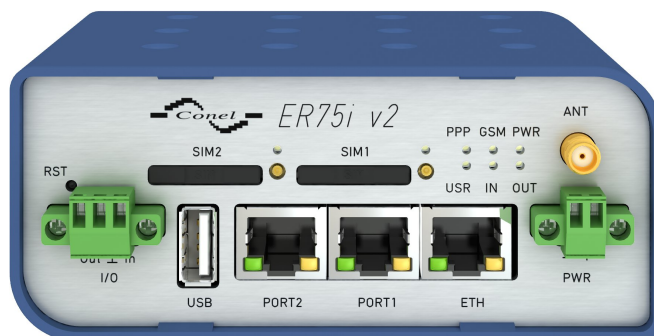 Conel ER75i v2
ANT
PPP GSM PWR
SIM2
SIM1
RST
USR IN OUT
Out ⊥ In
I/O
PWR
USB
PORT2
PORT1
ETH